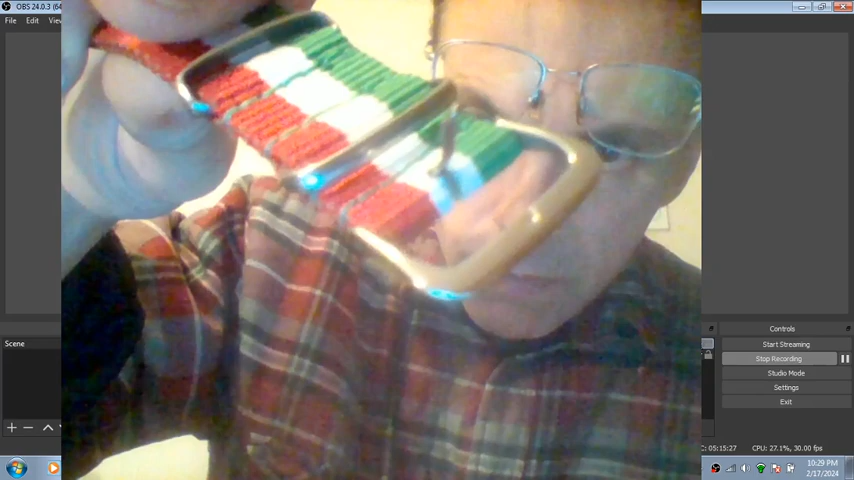 OBS 24.0.3 (64
File Edit Vie
Controls
Start Streaming
Stop Recording
Studio Mode
Settings
Exit
Scene
C: 05:15:27 CPU: 27.1%, 30.00 fps
10:29 PM
2/17/2024